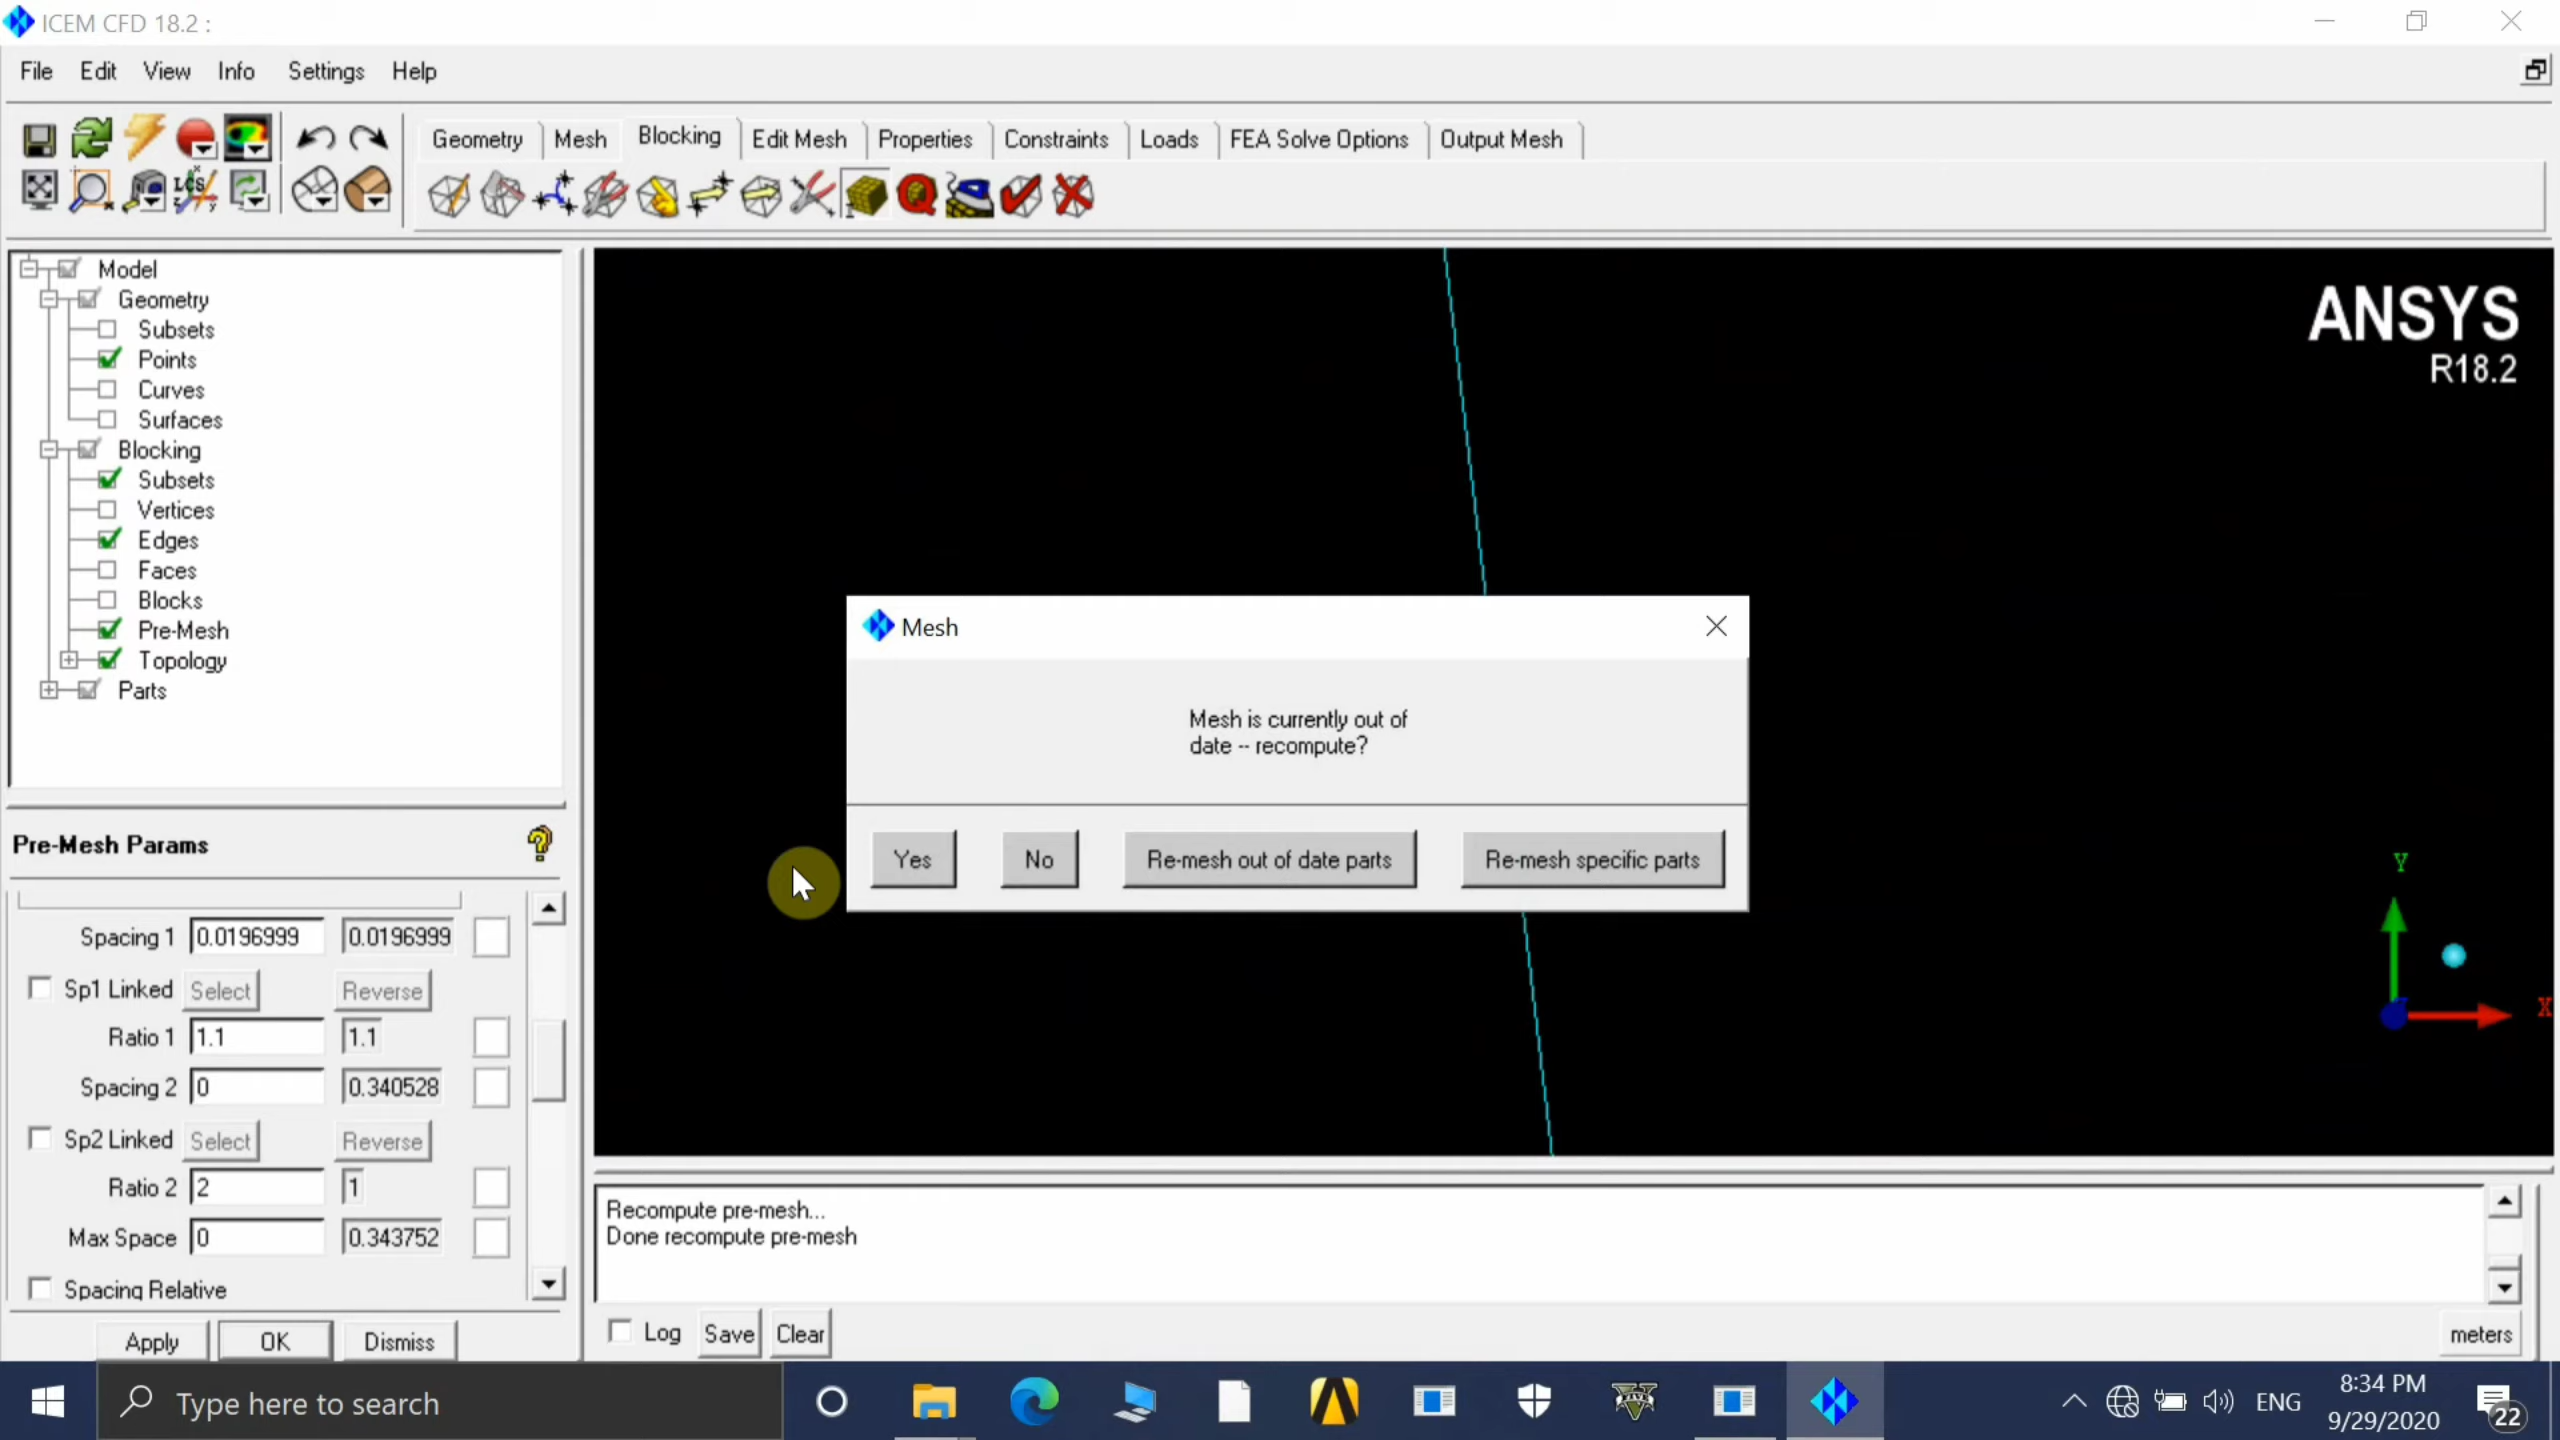 ICEM CFD 18.2 :
File Edit View Info Settings Help
Geometry Mesh Blocking Edit Mesh Properties Constraints Loads FEA Solve Options Output Mesh
LCS
Model
Geometry
Subsets
Points
Curves
Surfaces
Blocking
Subsets
Vertices
Edges
Faces
Blocks
Pre-Mesh
Topology
Parts
ANSYS
R18.2
Mesh
Mesh is currently out of
date -- recompute?
Yes No Re-mesh out of date parts Re-mesh specific parts
Y
X
Pre-Mesh Params
Spacing 1 0.0196999 0.0196999
Sp1 Linked Select Reverse
Ratio 1 1.1 1.1
Spacing 2 0 0.340528
Sp2 Linked Select Reverse
Ratio 2 2 1
Max Space 0 0.343752
Spacing Relative
Apply OK Dismiss
Recompute pre-mesh...
Done recompute pre-mesh
Log Save Clear
meters
Type here to search
ENG
8:34 PM
9/29/2020
22